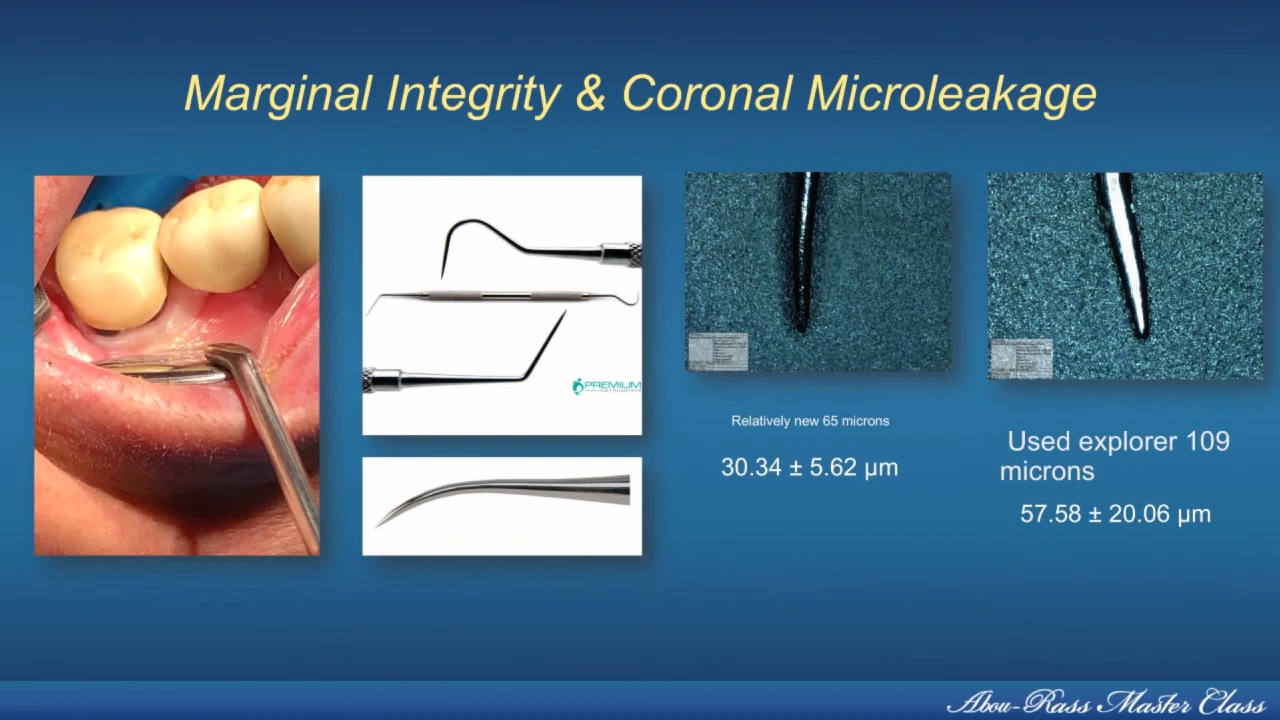 Marginal Integrity & Coronal Microleakage
PREMIUM
INSTRUMENTS
Relatively new 65 microns
30.34 ± 5.62 µm
Used explorer 109
microns
57.58 ± 20.06 µm
Abou-Rass Master Class